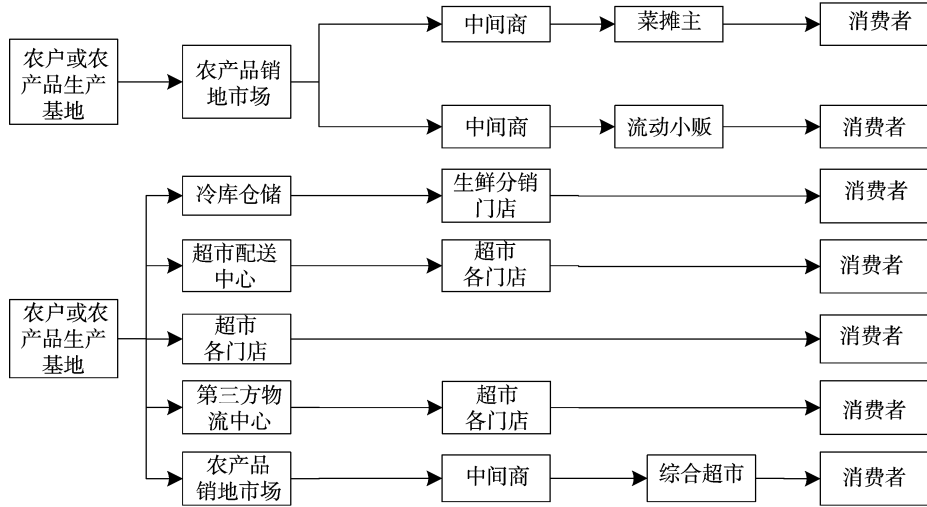 农户或农
产品生产
基地
农产品销
地市场
中间商
菜摊主
消费者
中间商
流动小贩
消费者
农户或农
产品生产
基地
冷库仓储
生鲜分销
门店
消费者
超市配送
中心
超市
各门店
消费者
超市
各门店
消费者
第三方物
流中心
超市
各门店
消费者
农产品
销地市场
中间商
综合超市
消费者